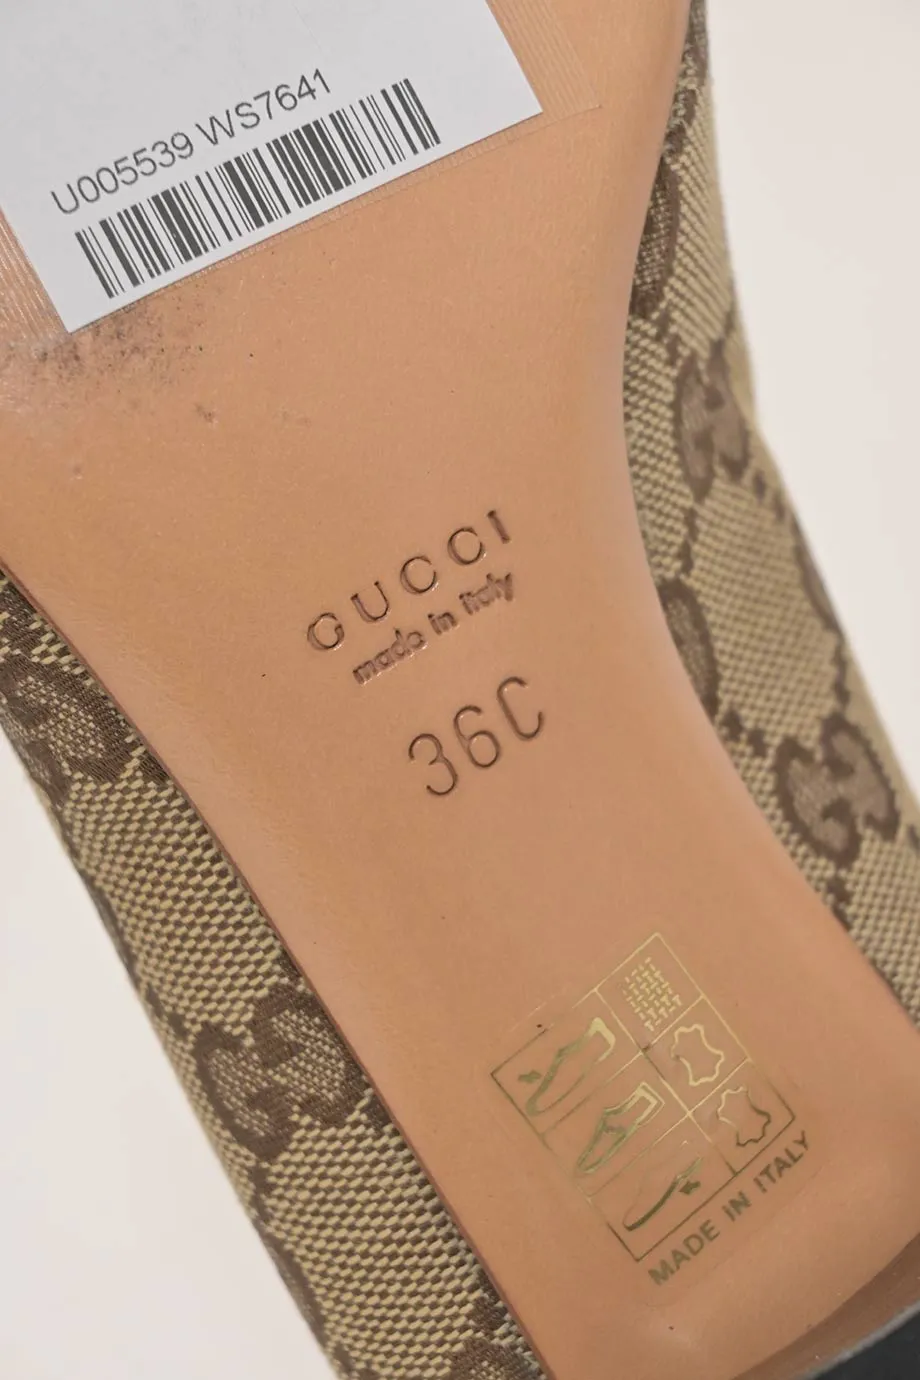 U005539 WS7641
GUCCI
made in italy
36C
MADE IN ITALY